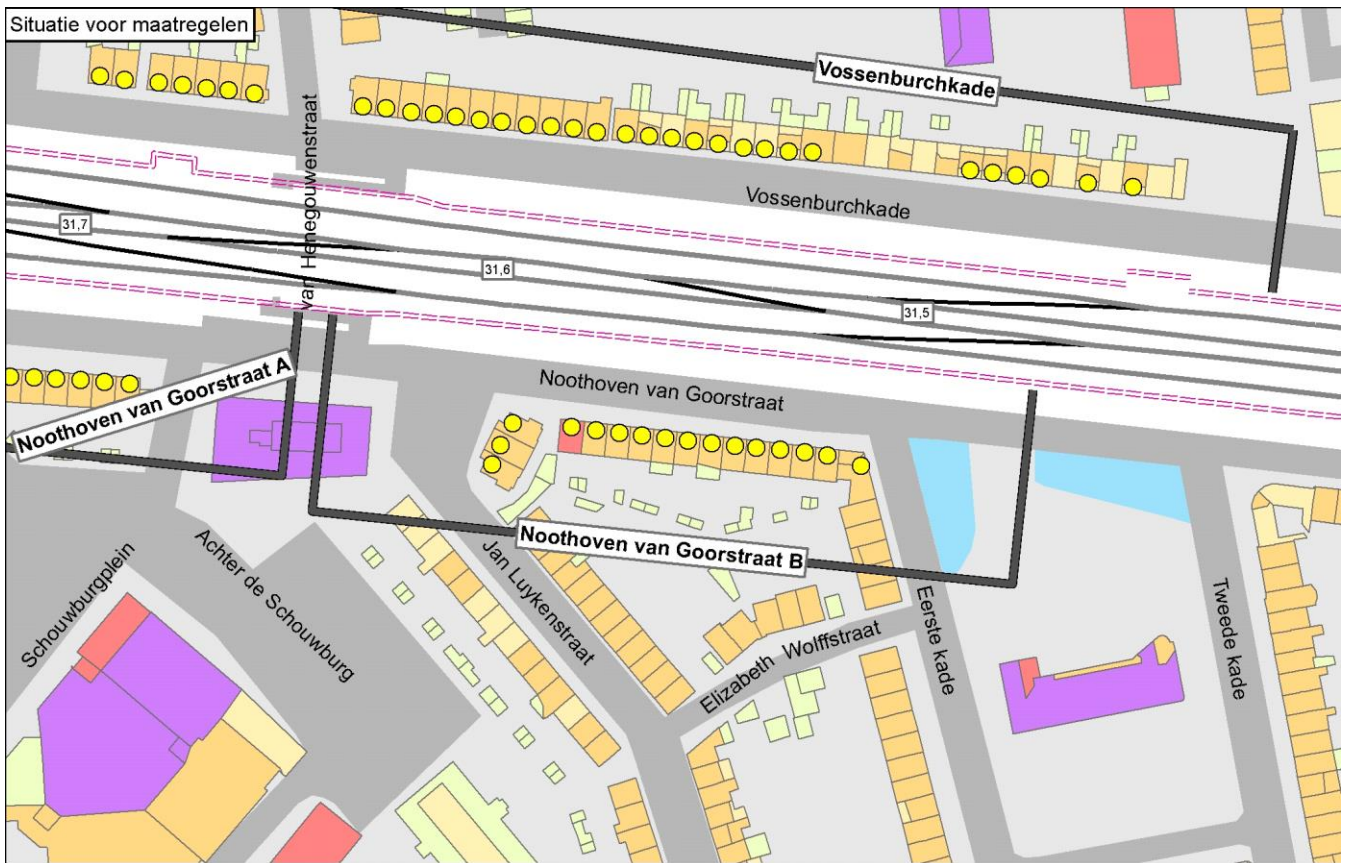 Situatie voor maatregelen
Vossenburchkade
van Henegouwenstraat
Vossenburchkade
31,7
31,6
31,5
Noothoven van Goorstraat A
Noothoven van Goorstraat
Noothoven van Goorstraat B
Jan Luykenstraat
Schouwburgplein
Achter de Schouwburg
Elizabeth Wolffstraat
Eerste kade
Tweede kade